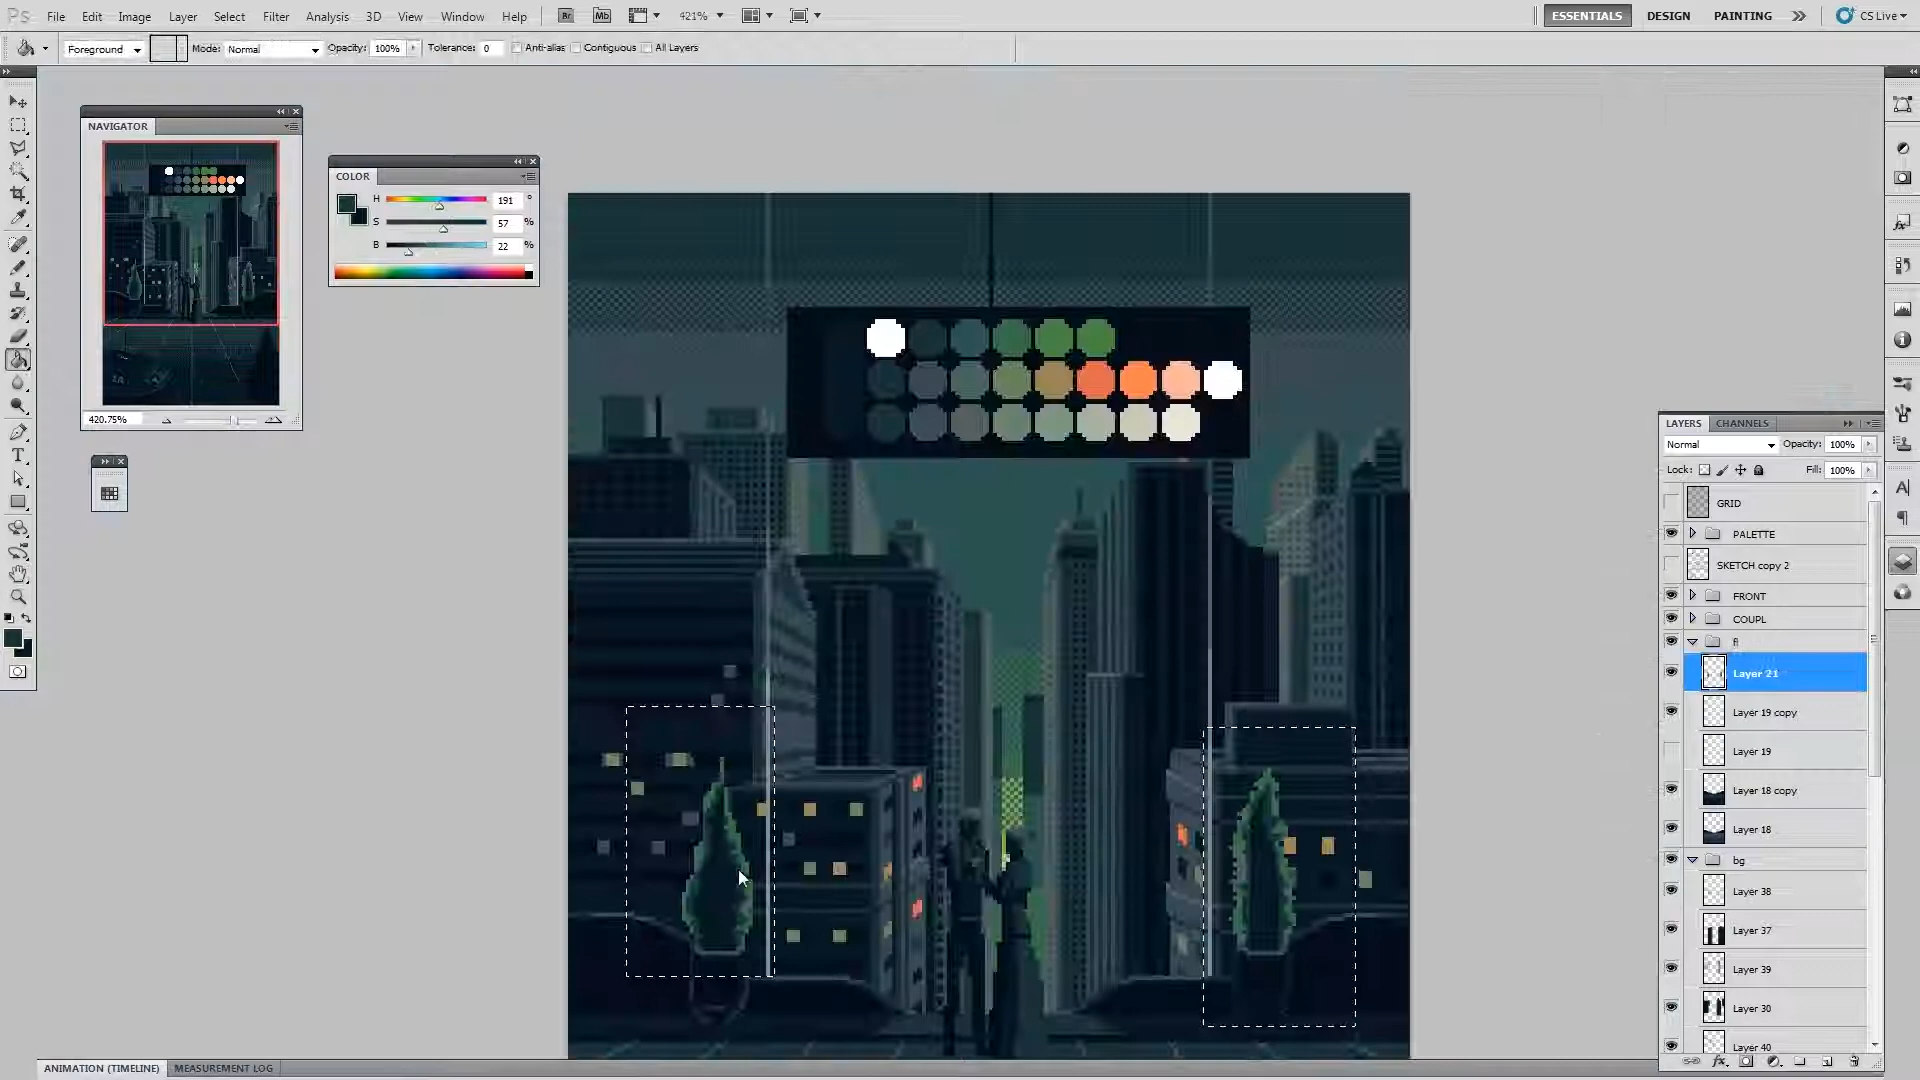 Ps File Edit Image Layer Select Filter Analysis 3D View Window Help Br Mb 421% ESSENTIALS DESIGN PAINTING CS Live
Foreground Mode: Normal Opacity: 100% Tolerance: 0 Anti-alias Contiguous All Layers
NAVIGATOR
420.75%
COLOR
H 191 °
S 57 %
B 22 %
LAYERS CHANNELS
Normal Opacity: 100%
Lock: Fill: 100%
GRID
PALETTE
SKETCH copy 2
FRONT
COUPL
fl
Layer 21
Layer 19 copy
Layer 19
Layer 18 copy
Layer 18
bg
Layer 38
Layer 37
Layer 39
Layer 30
Layer 40
ANIMATION (TIMELINE) MEASUREMENT LOG